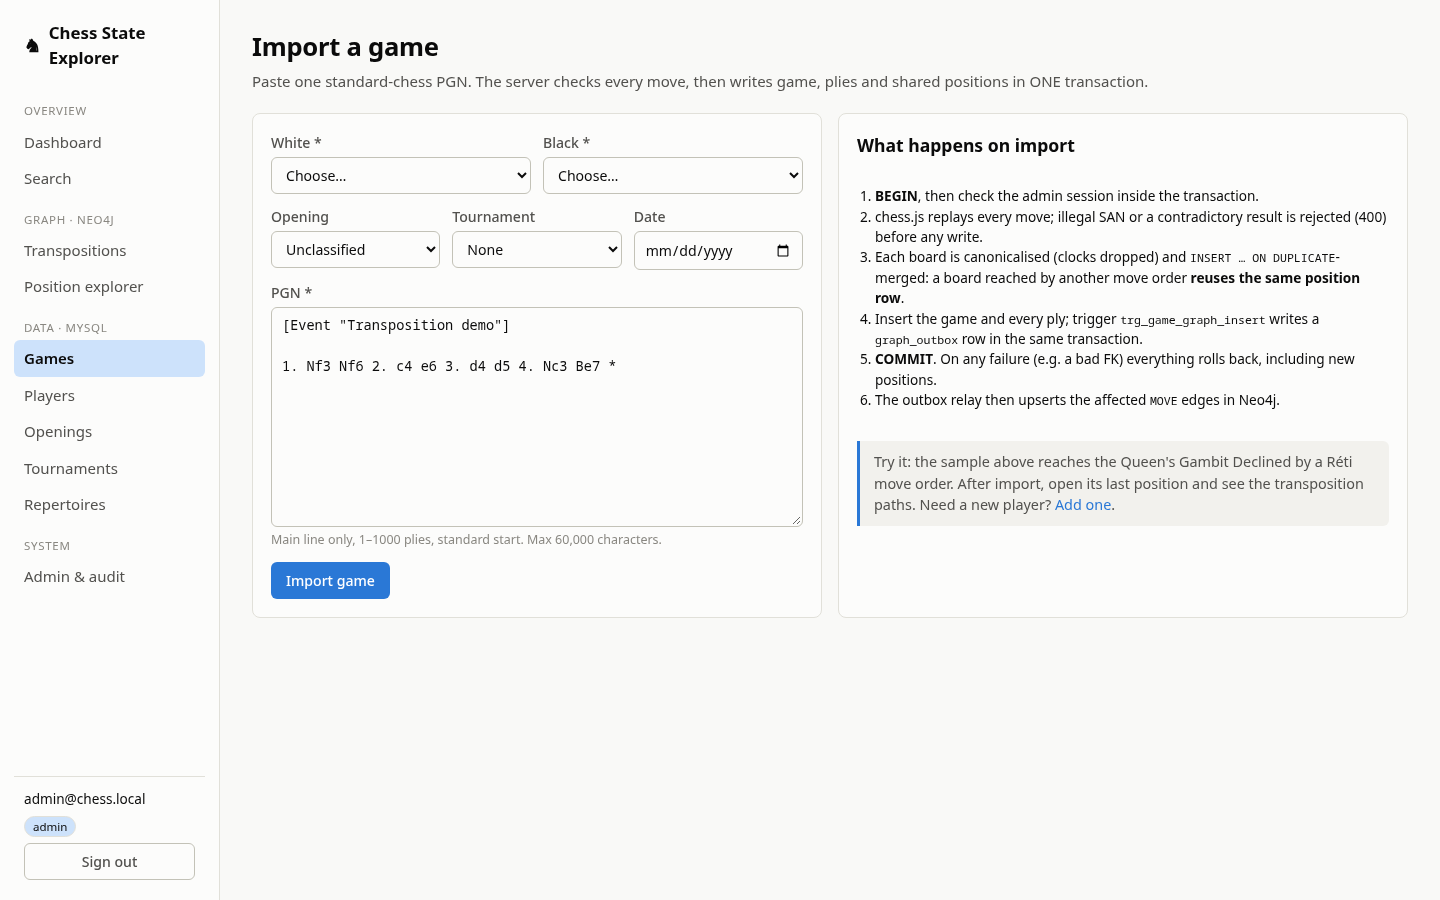 Chess State
Explorer
OVERVIEW
Dashboard
Search
GRAPH · NEO4J
Transpositions
Position explorer
DATA · MYSQL
Games
Players
Openings
Tournaments
Repertoires
SYSTEM
Admin & audit
admin@chess.local
admin
Sign out
Import a game
Paste one standard-chess PGN. The server checks every move, then writes game, plies and shared positions in ONE transaction.
White * Black *
Choose... Choose...
Opening Tournament Date
Unclassified None mm/dd/yyyy
PGN *
[Event "Transposition demo"]
1. Nf3 Nf6 2. c4 e6 3. d4 d5 4. Nc3 Be7 *
Main line only, 1–1000 plies, standard start. Max 60,000 characters.
Import game
What happens on import
1. BEGIN, then check the admin session inside the transaction.
2. chess.js replays every move; illegal SAN or a contradictory result is rejected (400)
before any write.
3. Each board is canonicalised (clocks dropped) and INSERT … ON DUPLICATE-
merged: a board reached by another move order reuses the same position
row.
4. Insert the game and every ply; trigger trg_game_graph_insert writes a
graph_outbox row in the same transaction.
5. COMMIT. On any failure (e.g. a bad FK) everything rolls back, including new
positions.
6. The outbox relay then upserts the affected MOVE edges in Neo4j.
Try it: the sample above reaches the Queen's Gambit Declined by a Réti
move order. After import, open its last position and see the transposition
paths. Need a new player? Add one.